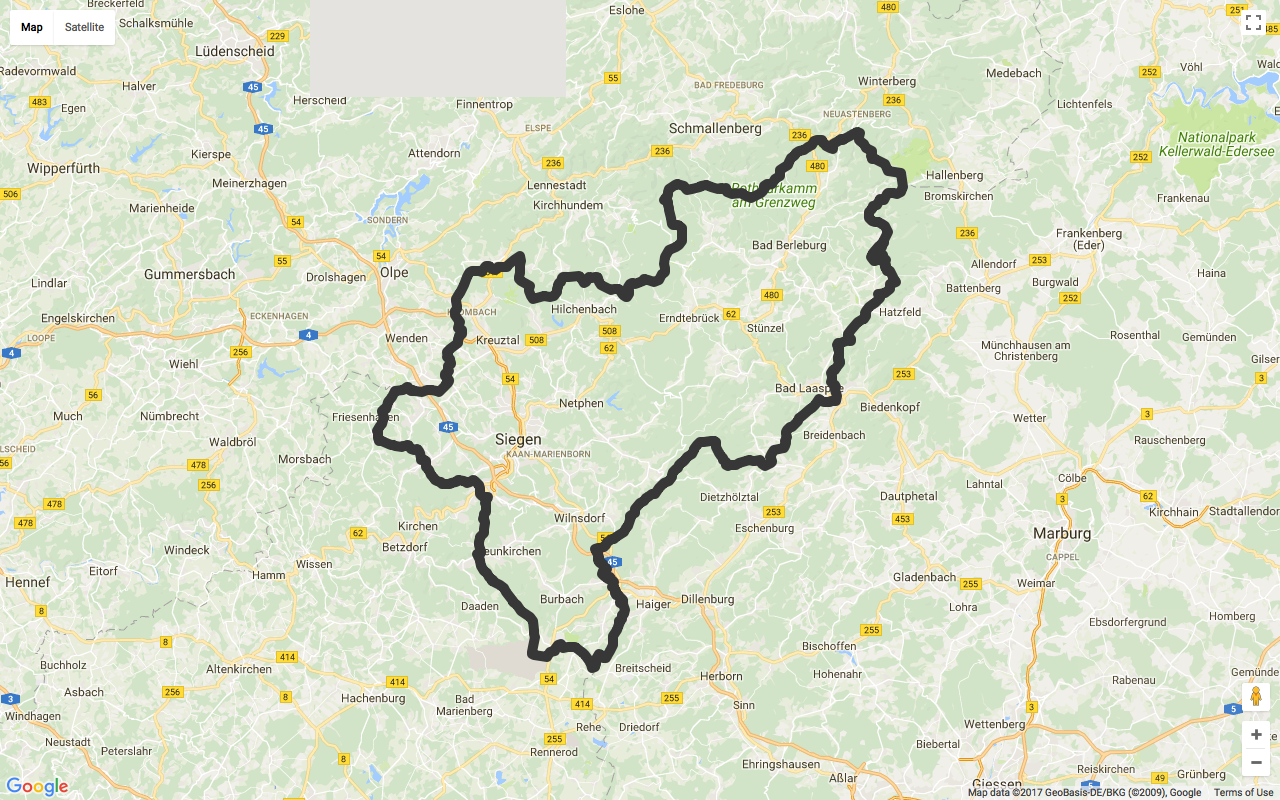 Breckerfeld
Eslohe
480
251
485
Map
Satellite
Schalksmühle
229
Lüdenscheid
Radevormwald
Halver
45
55
BAD FREDEBURG
Winterberg
Medebach
252
Vöhl
483
Egen
Herscheid
Finnentrop
236
NEUASTENBERG
Lichtenfels
45
ELSPE
Schmallenberg
236
Nationalpark
Kellerwald-Edersee
Wipperfürth
Kierspe
Attendorn
236
236
480
252
506
Meinerzhagen
Lennestadt
Hallenberg
Bromskirchen
Frankenau
Marienheide
SONDERN
Kirchhundem
am Grenzweg
54
236
Frankenberg
(Eder)
55
54
Bad Berleburg
Gummersbach
Drolshagen
Olpe
Allendorf
253
Haina
Lindlar
Battenberg
Burgwald
252
480
Engelskirchen
ECKENHAGEN
Hilchenbach
Erndtebrück
62
Hatzfeld
LOOPE
4
Wenden
Kreuztal
508
508
Stünzel
Rosenthal
Gemünden
4
256
62
Münchhausen am
Christenberg
Wiehl
54
253
3
56
Netphen
Biedenkopf
Much
Nümbrecht
45
Siegen
Wetter
3
Waldbröl
KAAN-MARIENBORN
Breidenbach
Rauschenberg
56
478
Morsbach
256
Lahntal
Cölbe
478
Dietzhölztal
Dautphetal
3
62
478
Kirchen
Wilnsdorf
253
Eschenburg
453
Kirchhain
Stadtallendorf
62
Marburg
Windeck
Betzdorf
CAPPEL
Eitorf
Hamm
Wissen
45
Gladenbach
255
Weimar
Hennef
8
Daaden
Burbach
Haiger
Dillenburg
Lohra
Homberg
255
Ebsdorfergrund
8
414
Bischoffen
Buchholz
Altenkirchen
Breitscheid
Hohenahr
Herborn
Rabenau
Asbach
256
414
54
255
3
8
Hachenburg
Bad
Marienberg
414
Sinn
3
5
Windhagen
Rehe
Driedorf
Wettenberg
Neustadt
Peterslahr
255
Rennerod
Biebertal
8
Ehringshausen
Reiskirchen
Grünberg
49
Aßlar
Giessen
Google
Map data ©2017 GeoBasis-DE/BKG (©2009), Google
Terms of Use